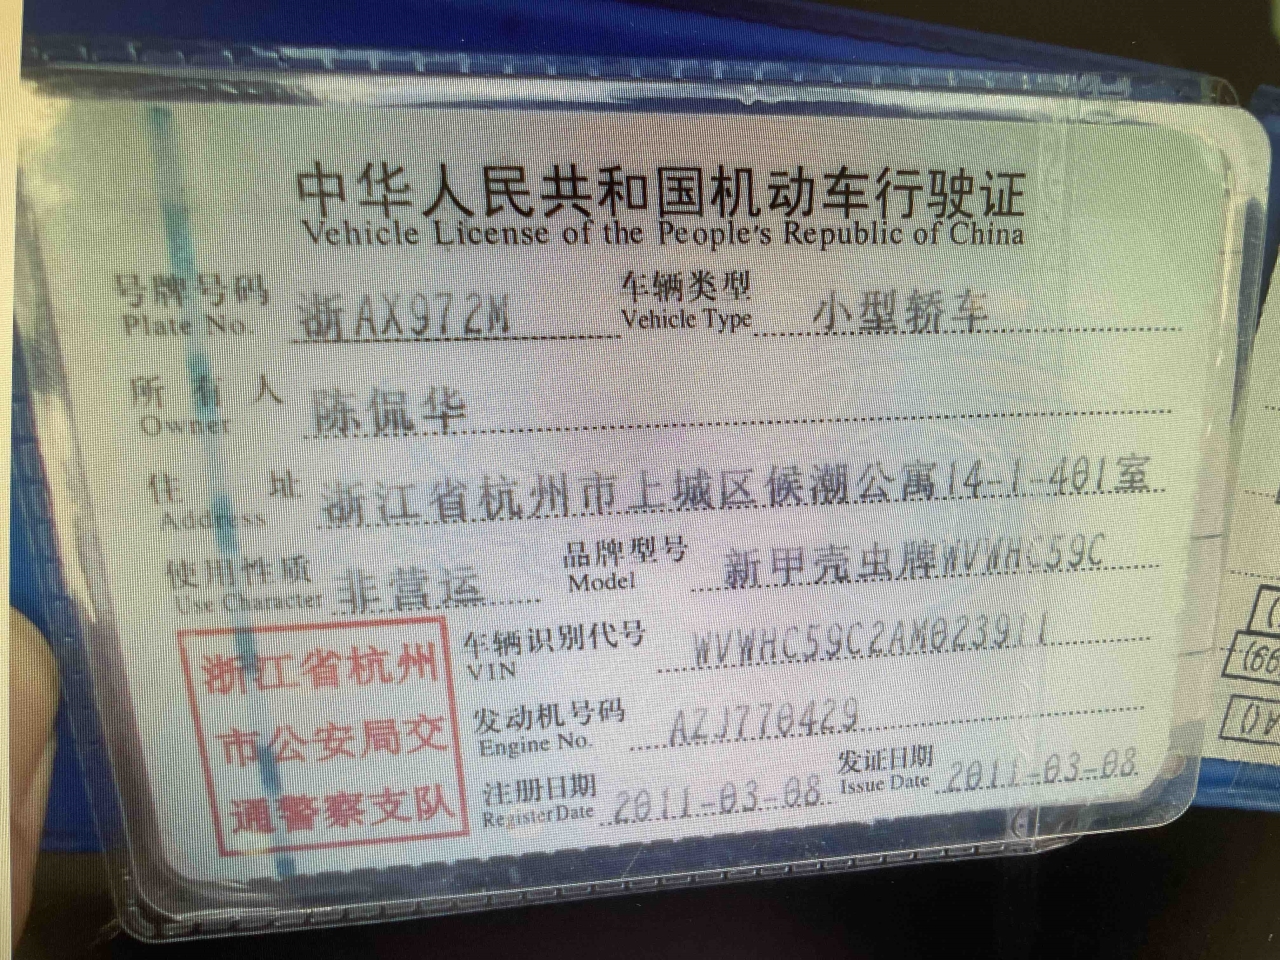 中华人民共和国机动车行驶证
Vehicle License of the People's Republic of China
号牌号码 浙AX972M 车辆类型 小型轿车
Plate No. Vehicle Type
所有人 陈侃华
Owner
住址 浙江省杭州市上城区候潮公寓14-1-401室
Address
使用性质 非营运 品牌型号 新甲壳虫牌WVWHC59C
Use Character Model
浙江省杭州
市公安局交
通警察支队
车辆识别代号 WVWHC59C2AM023911
VIN
发动机号码 AZJ770429
Engine No.
注册日期 2011-03-08 发证日期 2011-03-08
Register Date Issue Date